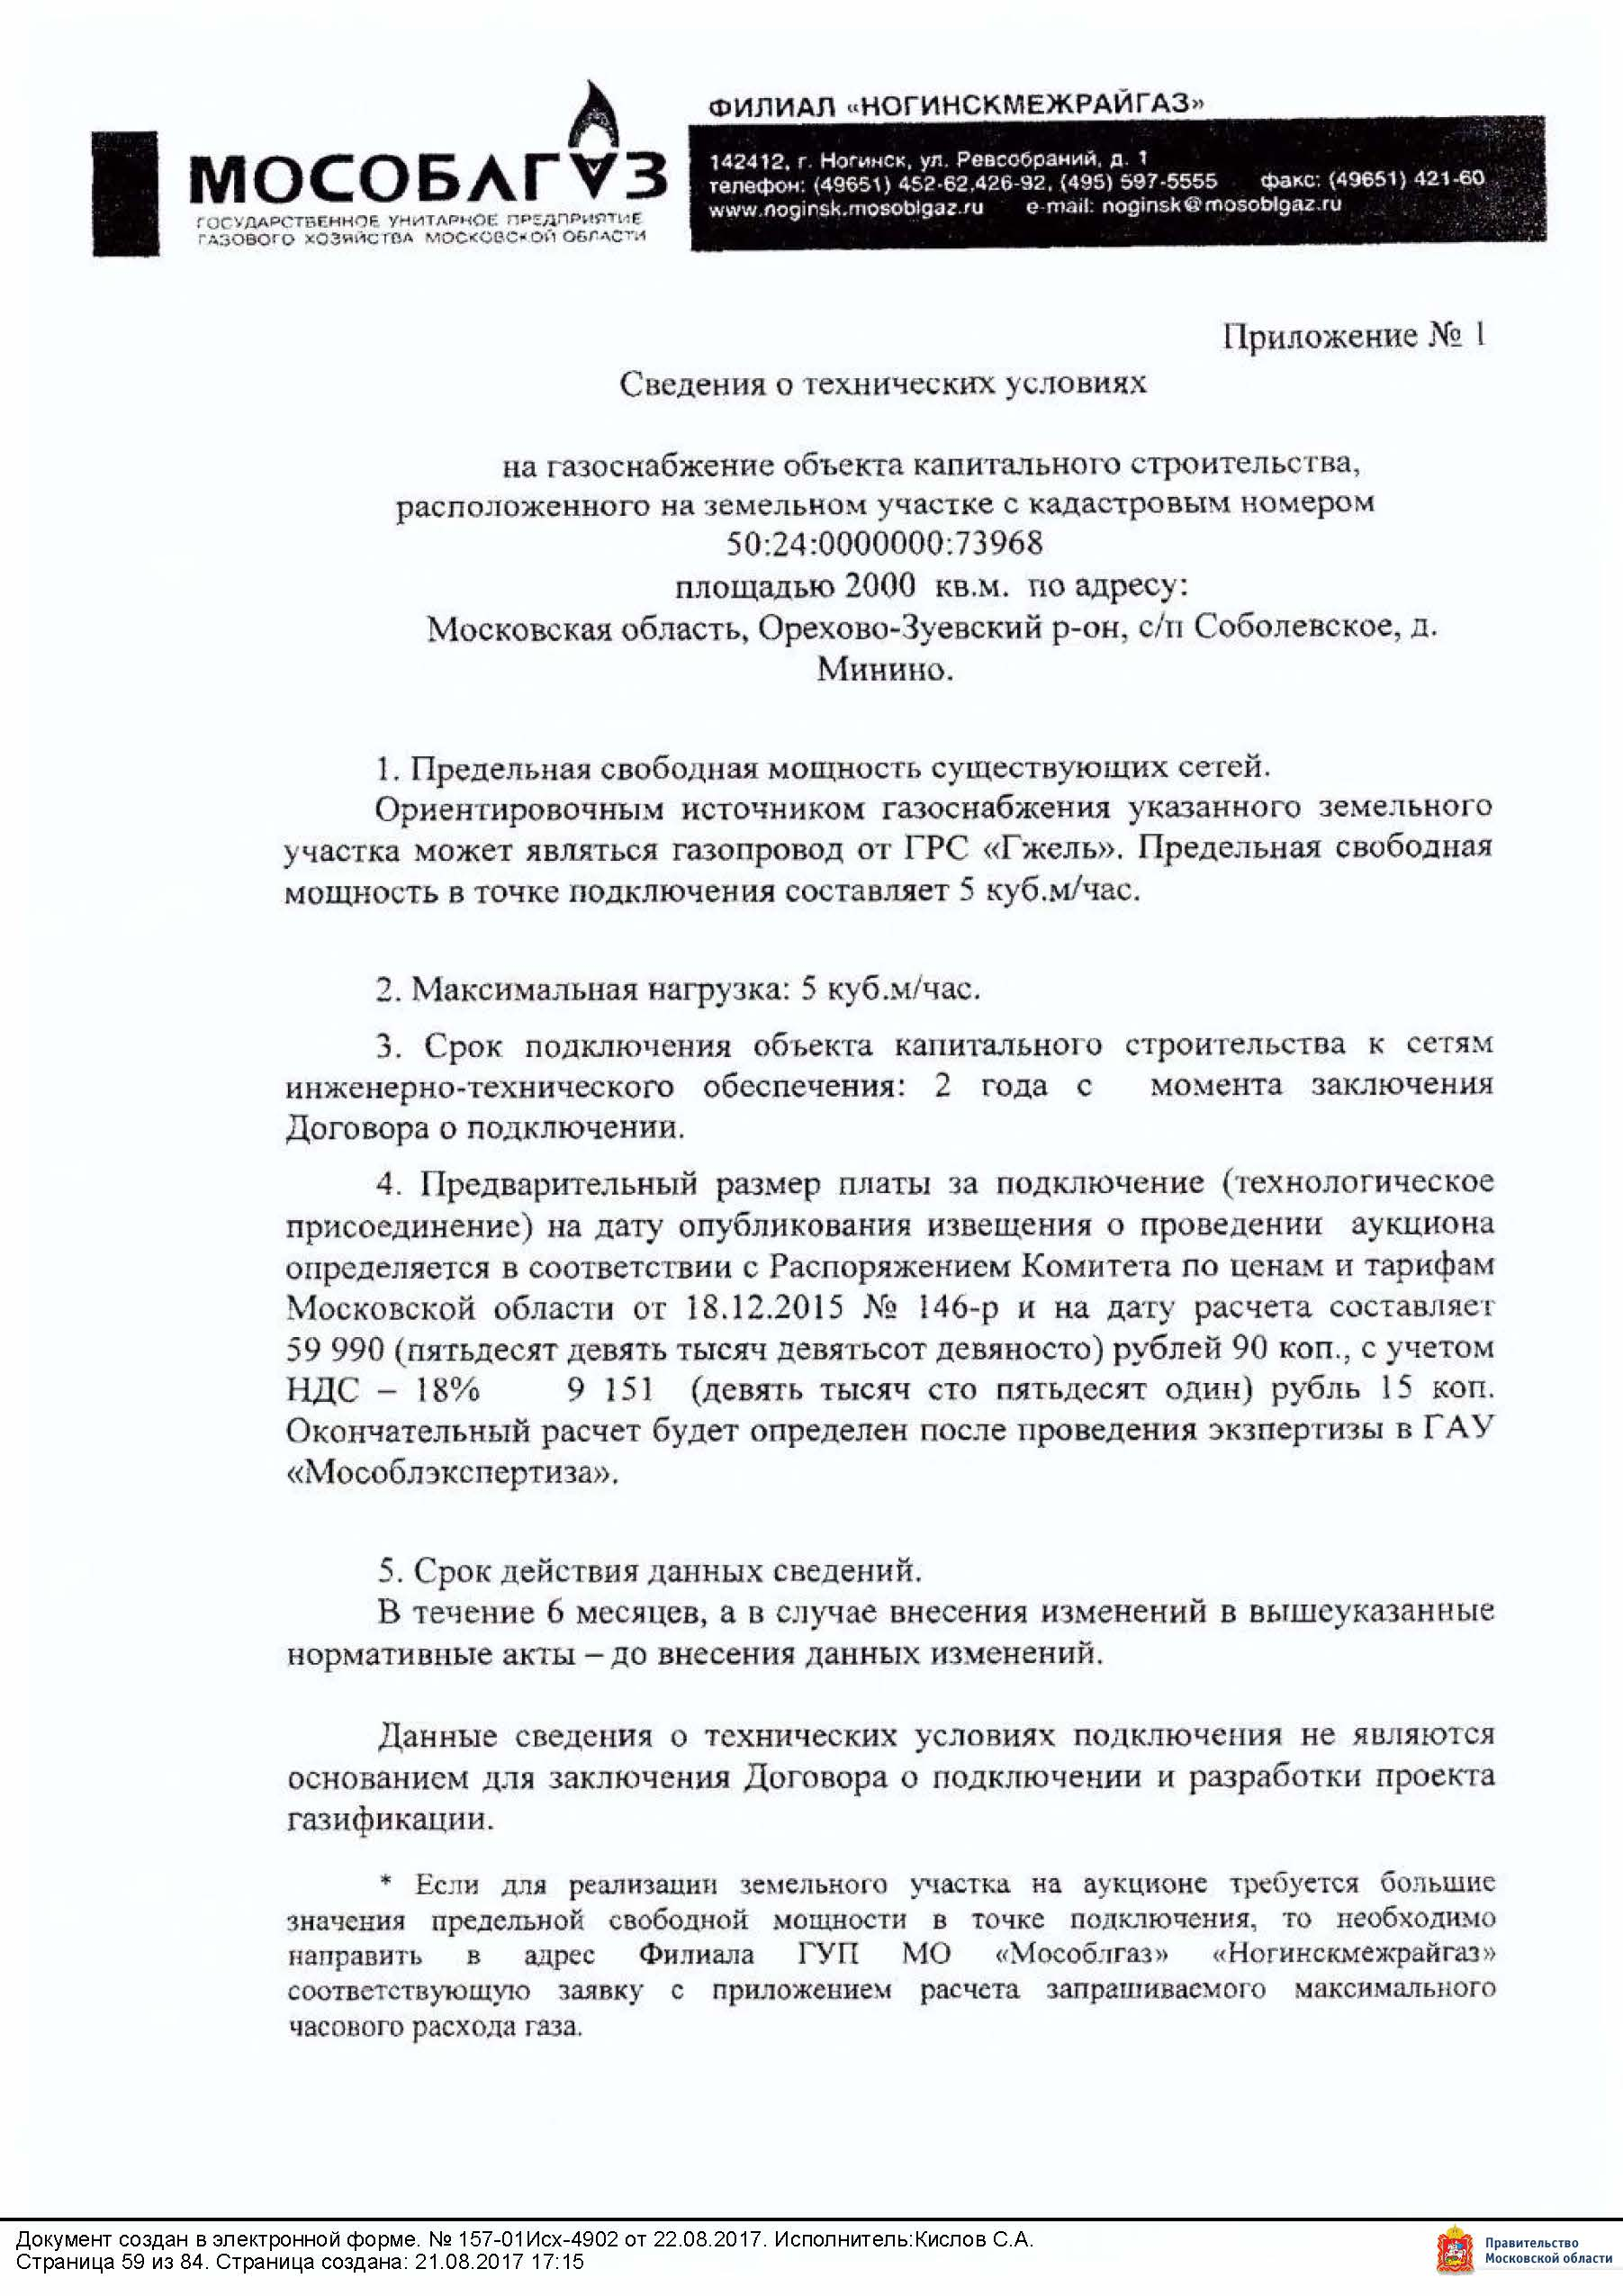 ФИЛИАЛ «НОГИНСКМЕЖРАЙГАЗ»
МОСОБЛГАЗ
ГОСУДАРСТВЕННОЕ УНИТАРНОЕ ПРЕДПРИЯТИЕ
ГАЗОВОГО ХОЗЯЙСТВА МОСКОВСКОЙ ОБЛАСТИ
142412, г. Ногинск, ул. Ревсобраний, д. 1
телефон: (49651) 452-62,426-92, (495) 597-5555 факс: (49651) 421-60
www.noginsk.mosoblgaz.ru e-mail: noginsk@mosoblgaz.ru
Приложение № 1
Сведения о технических условиях
на газоснабжение объекта капитального строительства,
расположенного на земельном участке с кадастровым номером
50:24:0000000:73968
площадью 2000 кв.м. по адресу:
Московская область, Орехово-Зуевский р-он, с/п Соболевское, д.
Минино.
1. Предельная свободная мощность существующих сетей.
Ориентировочным источником газоснабжения указанного земельного
участка может являться газопровод от ГРС «Гжель». Предельная свободная
мощность в точке подключения составляет 5 куб.м/час.
2. Максимальная нагрузка: 5 куб.м/час.
3. Срок подключения объекта капитального строительства к сетям
инженерно-технического обеспечения: 2 года с момента заключения
Договора о подключении.
4. Предварительный размер платы за подключение (технологическое
присоединение) на дату опубликования извещения о проведении аукциона
определяется в соответствии с Распоряжением Комитета по ценам и тарифам
Московской области от 18.12.2015 № 146-р и на дату расчета составляет
59 990 (пятьдесят девять тысяч девятьсот девяносто) рублей 90 коп., с учетом
НДС – 18% 9 151 (девять тысяч сто пятьдесят один) рубль 15 коп.
Окончательный расчет будет определен после проведения экзпертизы в ГАУ
«Мособлэкспертиза».
5. Срок действия данных сведений.
В течение 6 месяцев, а в случае внесения изменений в вышеуказанные
нормативные акты – до внесения данных изменений.
Данные сведения о технических условиях подключения не являются
основанием для заключения Договора о подключении и разработки проекта
газификации.
* Если для реализации земельного участка на аукционе требуется большие
значения предельной свободной мощности в точке подключения, то необходимо
направить в адрес Филиала ГУП МО «Мособлгаз» «Ногинскмежрайгаз»
соответствующую заявку с приложением расчета запрашиваемого максимального
часового расхода газа.
Документ создан в электронной форме. № 157-01Исх-4902 от 22.08.2017. Исполнитель:Кислов С.А.
Страница 59 из 84. Страница создана: 21.08.2017 17:15
Правительство
Московской области